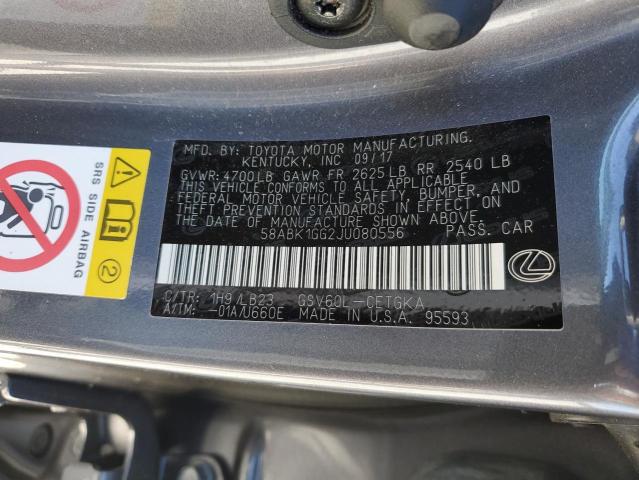 MFD. BY: TOYOTA MOTOR MANUFACTURING.
KENTUCKY, INC 09/17
GVWR: 4700LB GAWR FR 2625LB RR 2540 LB
THIS VEHICLE CONFORMS TO ALL APPLICABLE
FEDERAL MOTOR VEHICLE SAFETY, BUMPER, AND
THEFT PREVENTION STANDARDS IN EFFECT ON THE
DATE OF MANUFACTURE SHOWN ABOVE.
58ABK1GG2JU080556 PASS. CAR
C/TR: 1H9/LB23 GSV60L-CETGKA
A/TM: -01A/U660E MADE IN U.S.A. 95593
SRS SIDE AIRBAG
2